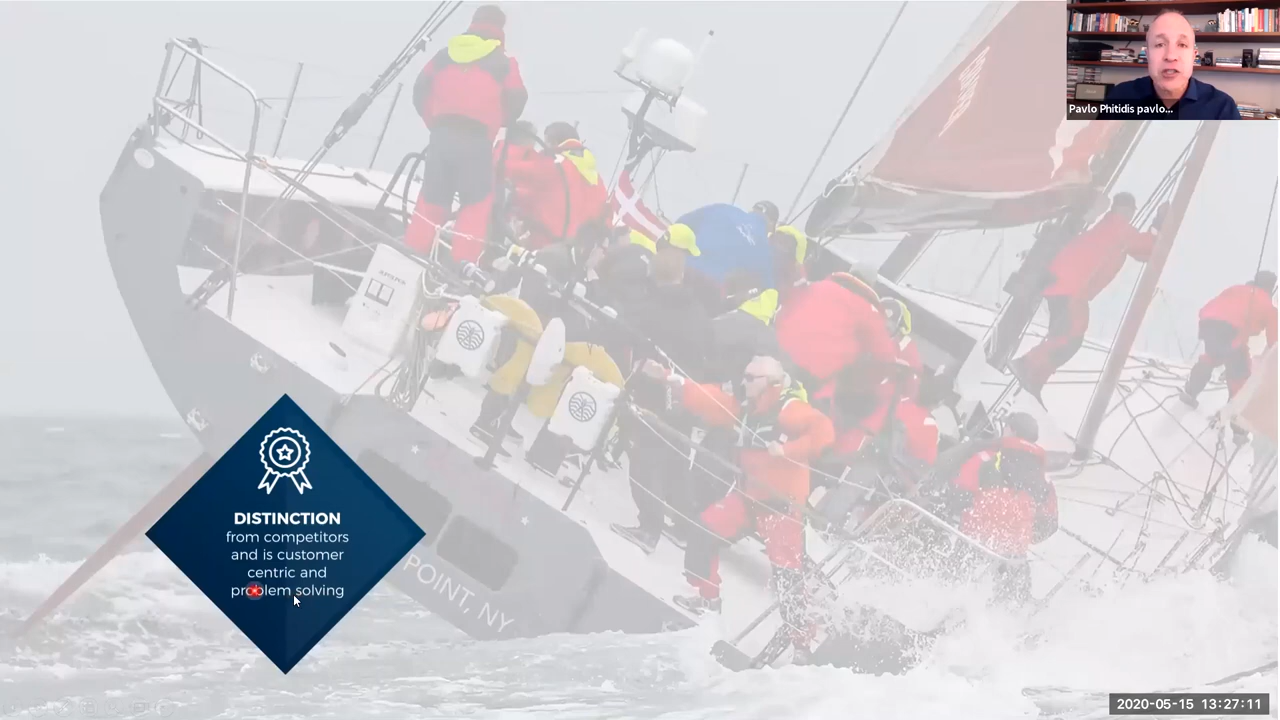 Pavlo Phitidis pavlo...
POINT, NY
DISTINCTION
from competitors
and is customer
centric and
problem solving
2020-05-15 13:27:11